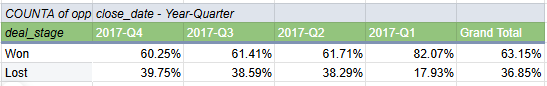 COUNTA of opp close_date - Year-Quarter
deal_stage 2017-Q4 2017-Q3 2017-Q2 2017-Q1 Grand Total
Won 60.25% 61.41% 61.71% 82.07% 63.15%
Lost 39.75% 38.59% 38.29% 17.93% 36.85%